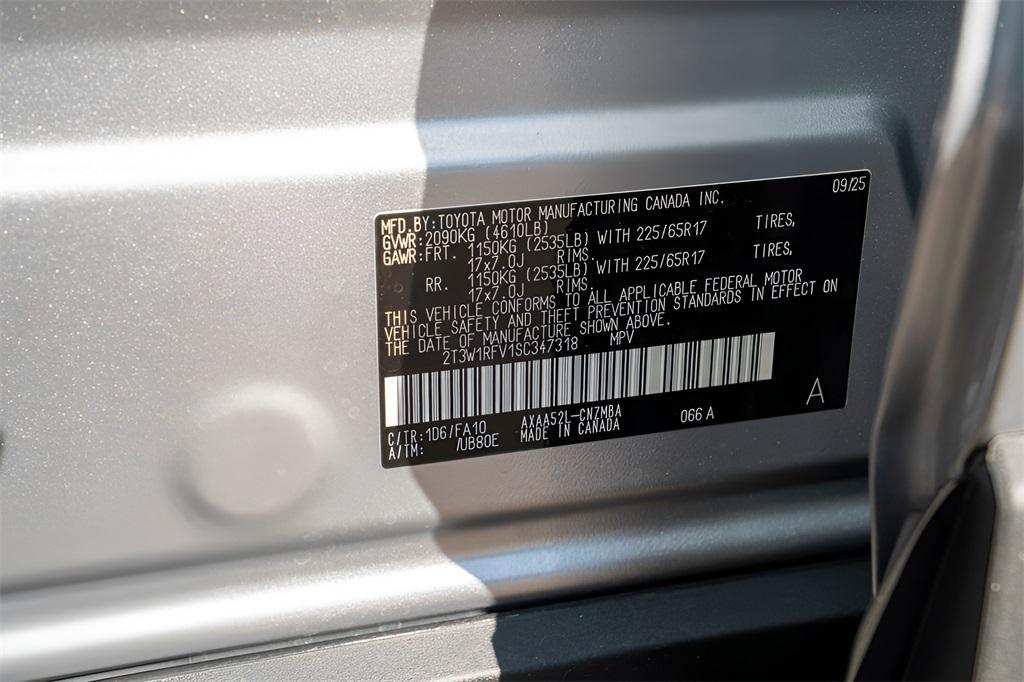 09/25
MFD.BY:TOYOTA MOTOR MANUFACTURING CANADA INC.
GVWR:2090KG (4610LB)
GAWR:FRT. 1150KG (2535LB) WITH 225/65R17 TIRES,
17x7.0J RIMS.
RR. 1150KG (2535LB) WITH 225/65R17 TIRES,
17x7.0J RIMS.
THIS VEHICLE CONFORMS TO ALL APPLICABLE FEDERAL MOTOR
VEHICLE SAFETY AND THEFT PREVENTION STANDARDS IN EFFECT ON
THE DATE OF MANUFACTURE SHOWN ABOVE.
2T3W1RFV1SC347318 MPV
C/TR: 1D6/FA10 AXAA52L-CNZMBA 066 A A
A/TM: /UB80E MADE IN CANADA